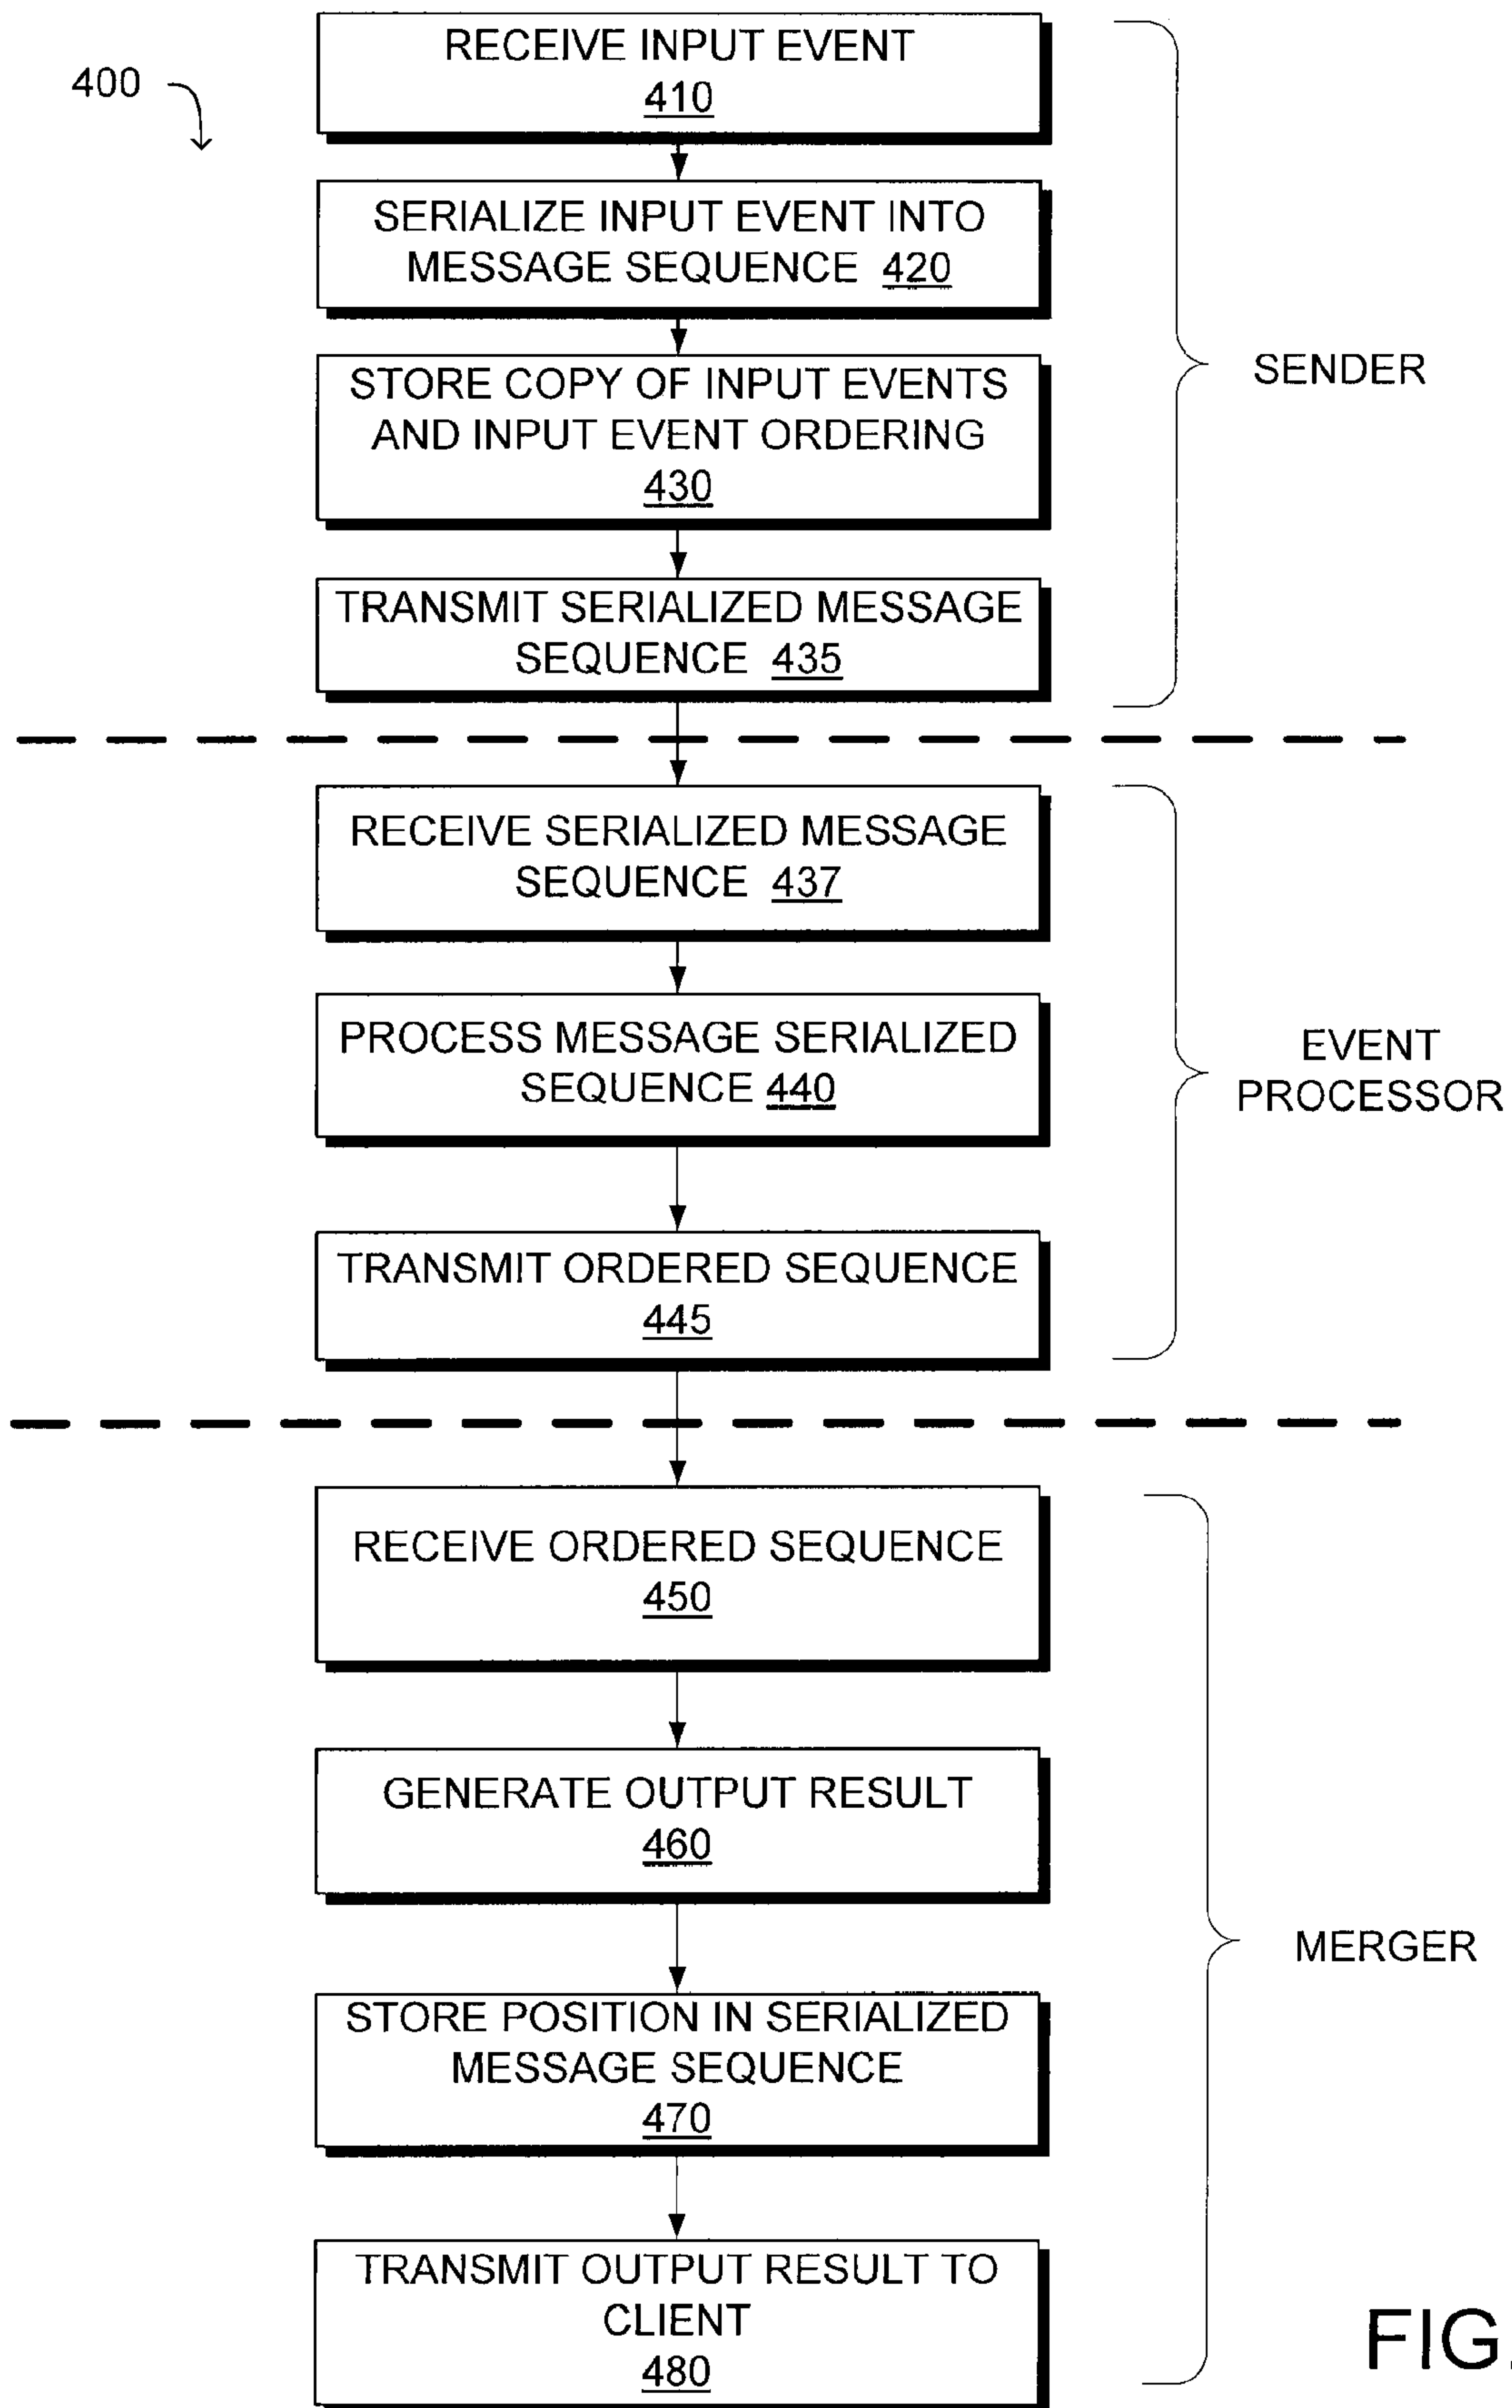 400
RECEIVE INPUT EVENT
410
SERIALIZE INPUT EVENT INTO
MESSAGE SEQUENCE 420
STORE COPY OF INPUT EVENTS
AND INPUT EVENT ORDERING
430
TRANSMIT SERIALIZED MESSAGE
SEQUENCE 435
SENDER
RECEIVE SERIALIZED MESSAGE
SEQUENCE 437
PROCESS MESSAGE SERIALIZED
SEQUENCE 440
TRANSMIT ORDERED SEQUENCE
445
EVENT
PROCESSOR
RECEIVE ORDERED SEQUENCE
450
GENERATE OUTPUT RESULT
460
STORE POSITION IN SERIALIZED
MESSAGE SEQUENCE
470
TRANSMIT OUTPUT RESULT TO
CLIENT
480
MERGER
FIG.